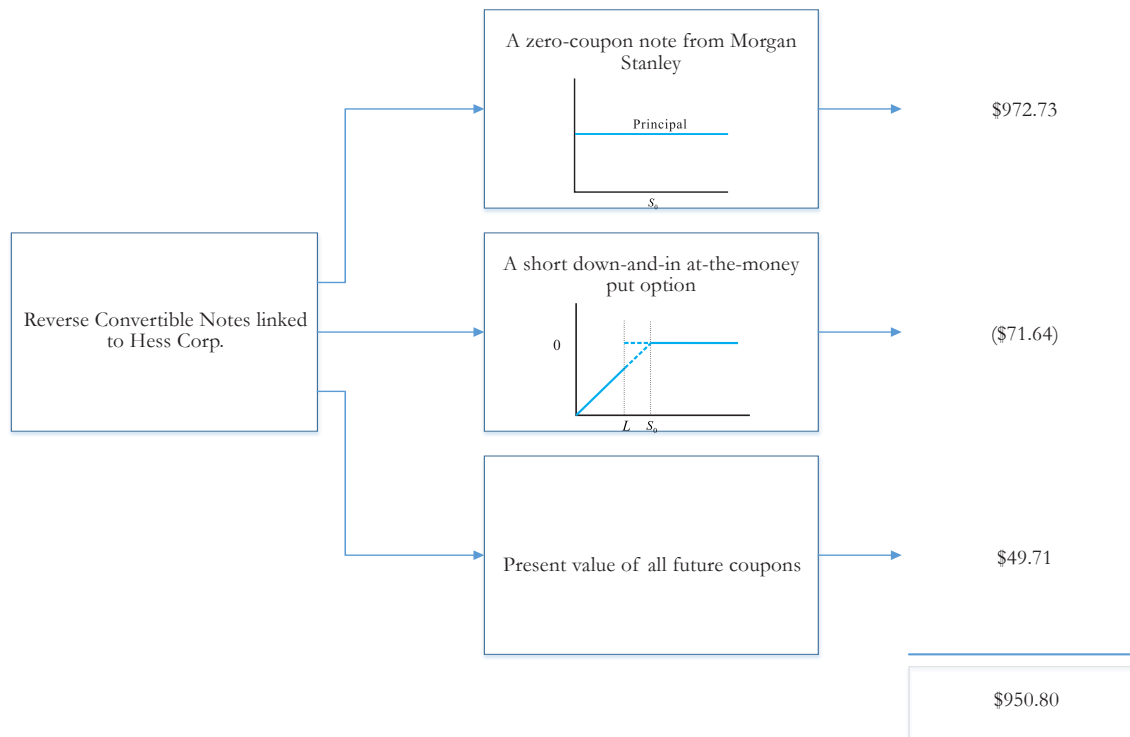 A zero-coupon note from Morgan
Stanley
Principal
S₀
$972.73
Reverse Convertible Notes linked
to Hess Corp.
A short down-and-in at-the-money
put option
0
L S₀
($71.64)
Present value of all future coupons
$49.71
$950.80